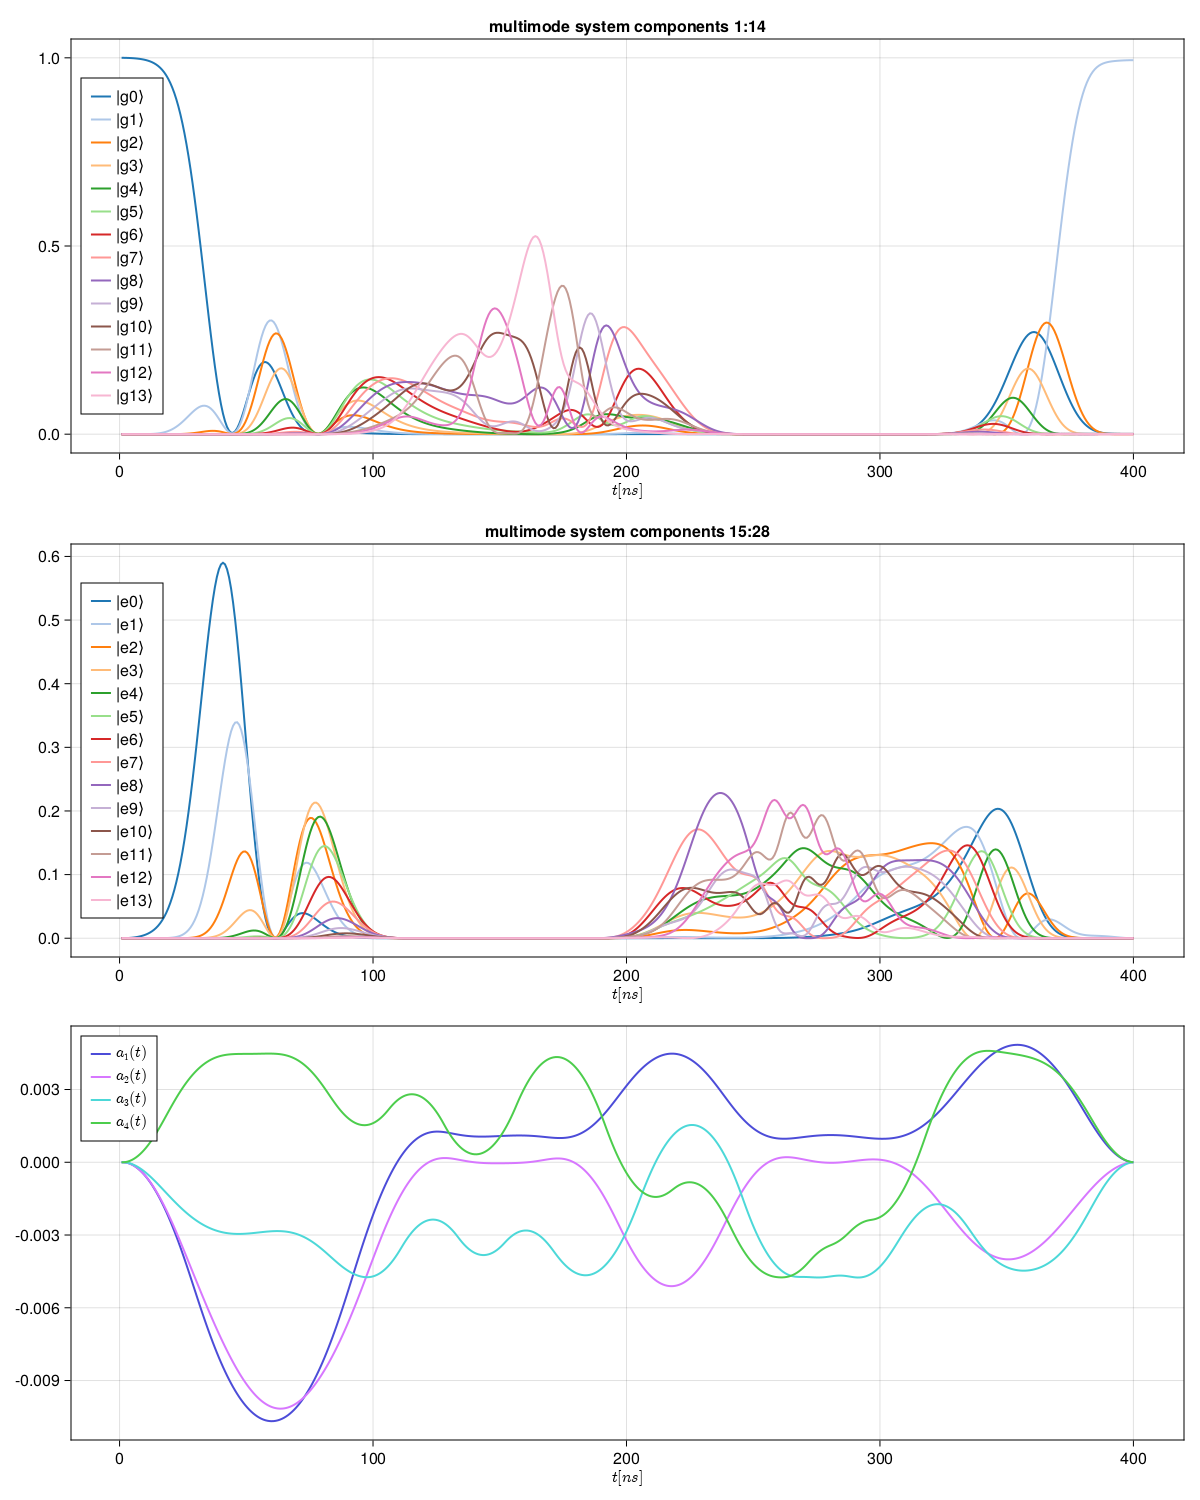 multimode system components 1:14
1.0
0.5
0.0
|g0⟩
|g1⟩
|g2⟩
|g3⟩
|g4⟩
|g5⟩
|g6⟩
|g7⟩
|g8⟩
|g9⟩
|g10⟩
|g11⟩
|g12⟩
|g13⟩
0 100 200 300 400
t[ns]
multimode system components 15:28
0.6
0.5
0.4
0.3
0.2
0.1
0.0
|e0⟩
|e1⟩
|e2⟩
|e3⟩
|e4⟩
|e5⟩
|e6⟩
|e7⟩
|e8⟩
|e9⟩
|e10⟩
|e11⟩
|e12⟩
|e13⟩
0 100 200 300 400
t[ns]
0.003
0.000
-0.003
-0.006
-0.009
a₁(t)
a₂(t)
a₃(t)
a₄(t)
0 100 200 300 400
t[ns]